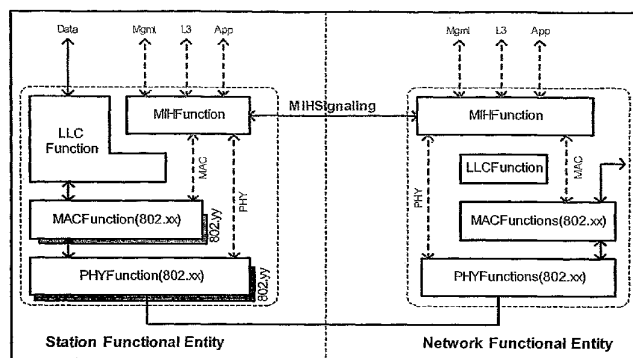 Data
Mgmt
L3
App
Mgmt
L3
App
MIHFunction
MIHSignaling
MIHFunction
LLC
Function
MAC
PHY
LLCFunction
MAC
PHY
MACFunction(802.xx)
802.yy
MACFunctions(802.xx)
PHYFunction(802.xx)
802.yy
PHYFunctions(802.xx)
Station Functional Entity
Network Functional Entity